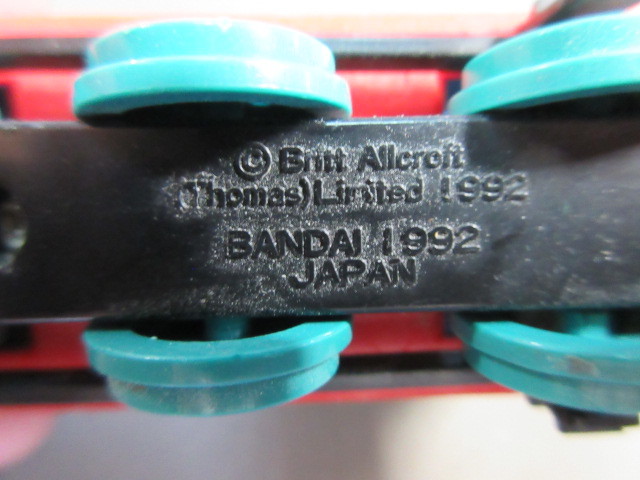 © Britt Allcroft
(Thomas) Limited 1992
BANDAI 1992
JAPAN